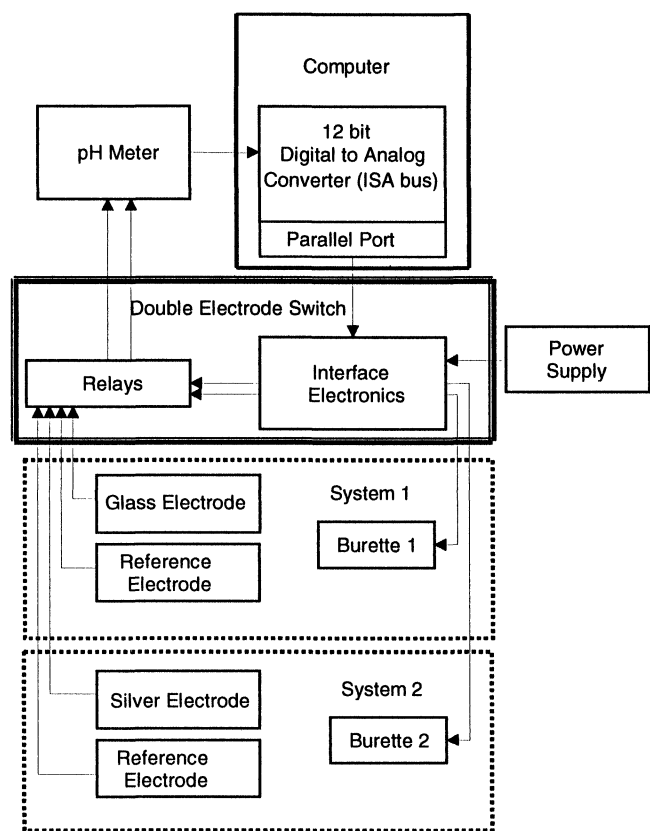 Computer
12 bit
Digital to Analog
Converter (ISA bus)
Parallel Port
pH Meter
Double Electrode Switch
Relays
Interface
Electronics
Power
Supply
System 1
Glass Electrode
Reference
Electrode
Burette 1
System 2
Silver Electrode
Reference
Electrode
Burette 2